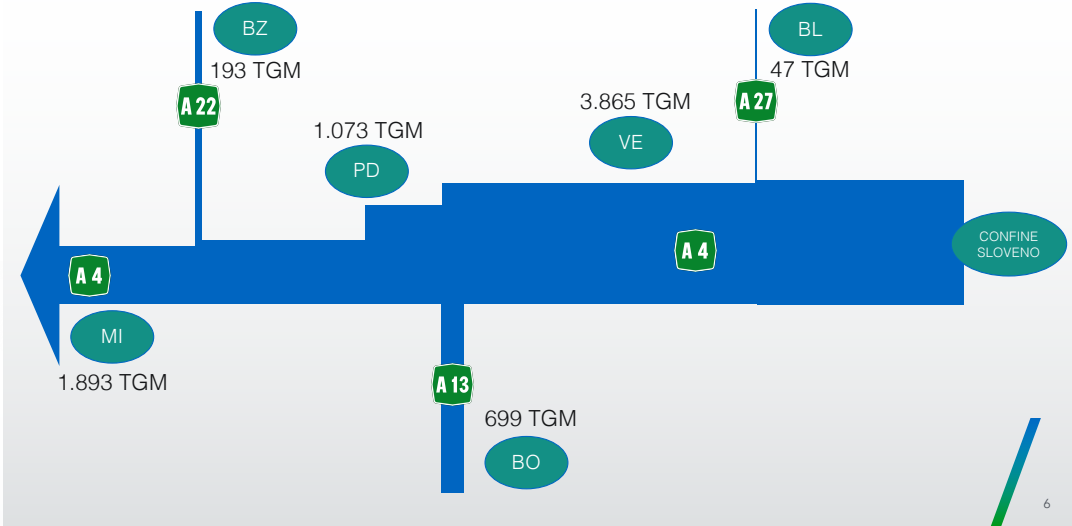 BZ
193 TGM
A 22
BL
47 TGM
A 27
3.865 TGM
VE
1.073 TGM
PD
CONFINE
SLOVENO
A 4
A 4
MI
1.893 TGM
A 13
699 TGM
BO
6